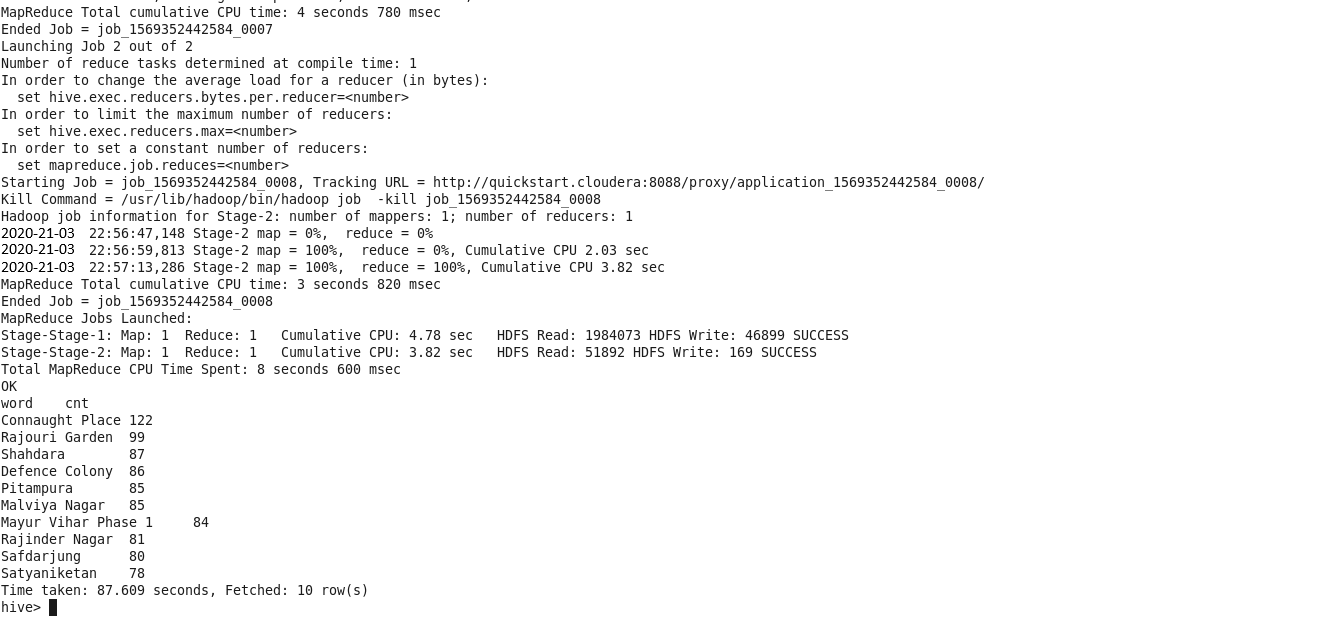 MapReduce Total cumulative CPU time: 4 seconds 780 msec
Ended Job = job_1569352442584_0007
Launching Job 2 out of 2
Number of reduce tasks determined at compile time: 1
In order to change the average load for a reducer (in bytes):
  set hive.exec.reducers.bytes.per.reducer=<number>
In order to limit the maximum number of reducers:
  set hive.exec.reducers.max=<number>
In order to set a constant number of reducers:
  set mapreduce.job.reduces=<number>
Starting Job = job_1569352442584_0008, Tracking URL = http://quickstart.cloudera:8088/proxy/application_1569352442584_0008/
Kill Command = /usr/lib/hadoop/bin/hadoop job  -kill job_1569352442584_0008
Hadoop job information for Stage-2: number of mappers: 1; number of reducers: 1
2020-21-03 22:56:47,148 Stage-2 map = 0%,  reduce = 0%
2020-21-03 22:56:59,813 Stage-2 map = 100%,  reduce = 0%, Cumulative CPU 2.03 sec
2020-21-03 22:57:13,286 Stage-2 map = 100%,  reduce = 100%, Cumulative CPU 3.82 sec
MapReduce Total cumulative CPU time: 3 seconds 820 msec
Ended Job = job_1569352442584_0008
MapReduce Jobs Launched:
Stage-Stage-1: Map: 1  Reduce: 1   Cumulative CPU: 4.78 sec   HDFS Read: 1984073 HDFS Write: 46899 SUCCESS
Stage-Stage-2: Map: 1  Reduce: 1   Cumulative CPU: 3.82 sec   HDFS Read: 51892 HDFS Write: 169 SUCCESS
Total MapReduce CPU Time Spent: 8 seconds 600 msec
OK
word    cnt
Connaught Place 122
Rajouri Garden  99
Shahdara        87
Defence Colony  86
Pitampura       85
Malviya Nagar   85
Mayur Vihar Phase 1     84
Rajinder Nagar  81
Safdarjung      80
Satyaniketan    78
Time taken: 87.609 seconds, Fetched: 10 row(s)
hive>